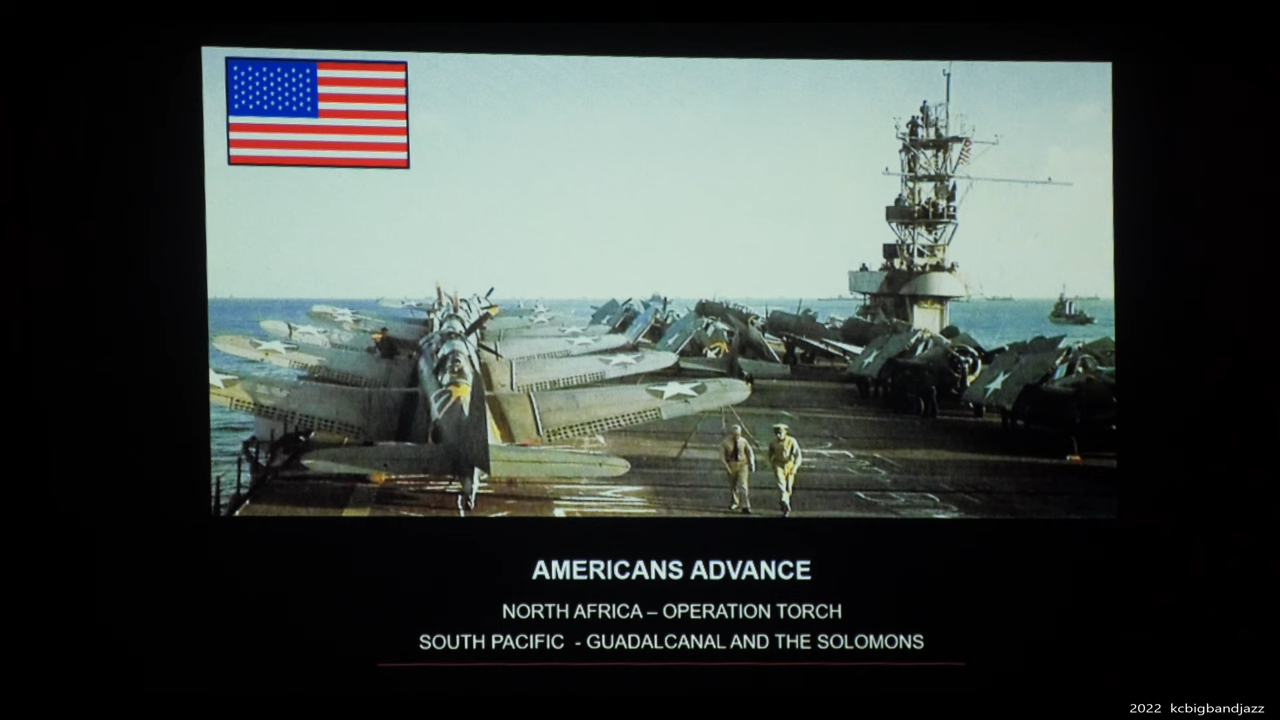 AMERICANS ADVANCE
NORTH AFRICA – OPERATION TORCH
SOUTH PACIFIC - GUADALCANAL AND THE SOLOMONS
2022 kcbigbandjazz